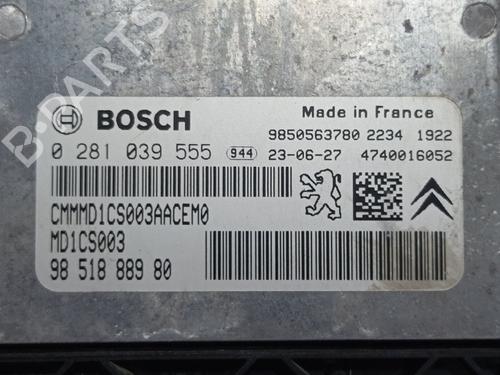 BOSCH
Made in France
9850563780 2234 1922
0 281 039 555 944 23-06-27 4740016052
CMMMD1CS003AACEM0
MD1CS003
98 518 889 80
B-PARTS